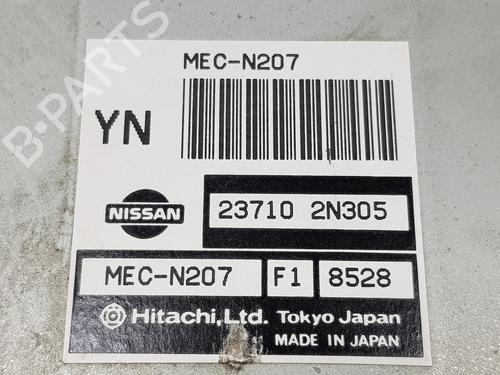 MEC-N207
YN
NISSAN
23710 2N305
MEC-N207 F1 8528
Hitachi, Ltd. Tokyo Japan
MADE IN JAPAN
B-PARTS